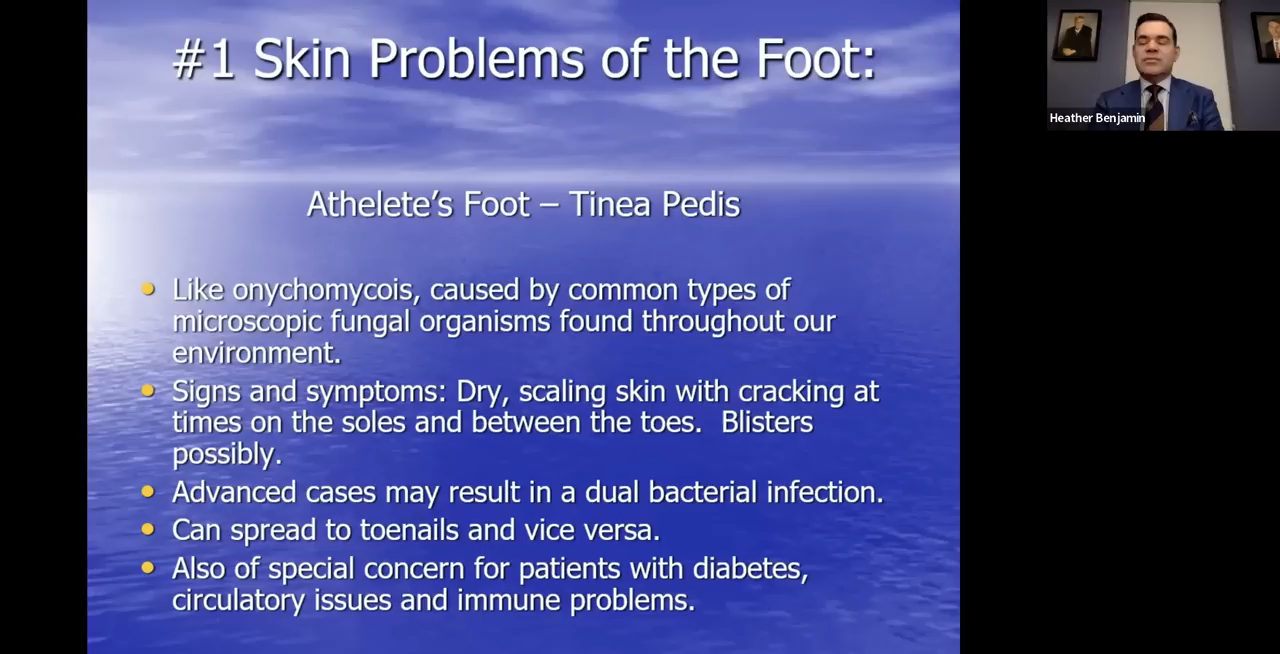 #1 Skin Problems of the Foot:
Athelete's Foot – Tinea Pedis
Like onychomycois, caused by common types of
microscopic fungal organisms found throughout our
environment.
Signs and symptoms: Dry, scaling skin with cracking at
times on the soles and between the toes.  Blisters
possibly.
Advanced cases may result in a dual bacterial infection.
Can spread to toenails and vice versa.
Also of special concern for patients with diabetes,
circulatory issues and immune problems.
Heather Benjamin